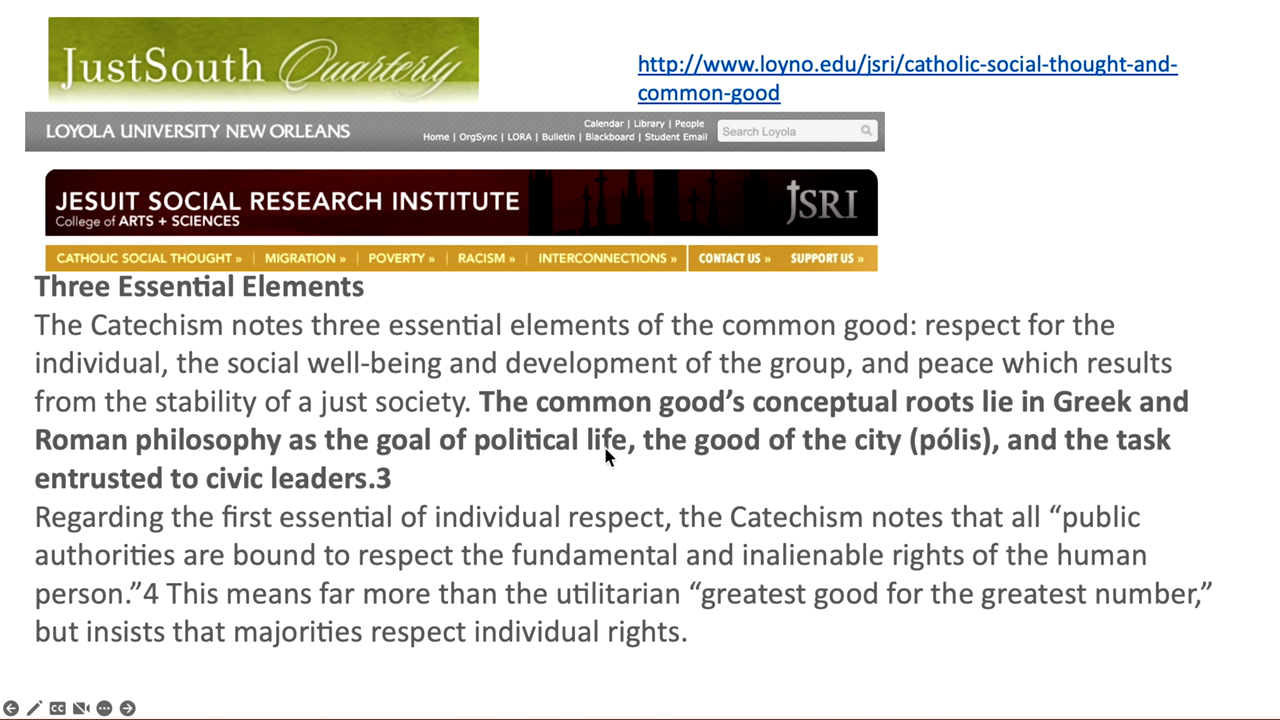 JustSouth Quarterly
http://www.loyno.edu/jsri/catholic-social-thought-and-
common-good
LOYOLA UNIVERSITY NEW ORLEANS
Calendar | Library | People
Home | OrgSync | LORA | Bulletin | Blackboard | Student Email
Search Loyola
JESUIT SOCIAL RESEARCH INSTITUTE
College of ARTS + SCIENCES
JSRI
CATHOLIC SOCIAL THOUGHT » | MIGRATION » | POVERTY » | RACISM » | INTERCONNECTIONS » | CONTACT US » SUPPORT US »
Three Essential Elements
The Catechism notes three essential elements of the common good: respect for the
individual, the social well-being and development of the group, and peace which results
from the stability of a just society. The common good’s conceptual roots lie in Greek and
Roman philosophy as the goal of political life, the good of the city (pólis), and the task
entrusted to civic leaders.3
Regarding the first essential of individual respect, the Catechism notes that all “public
authorities are bound to respect the fundamental and inalienable rights of the human
person.”4 This means far more than the utilitarian “greatest good for the greatest number,”
but insists that majorities respect individual rights.
CC